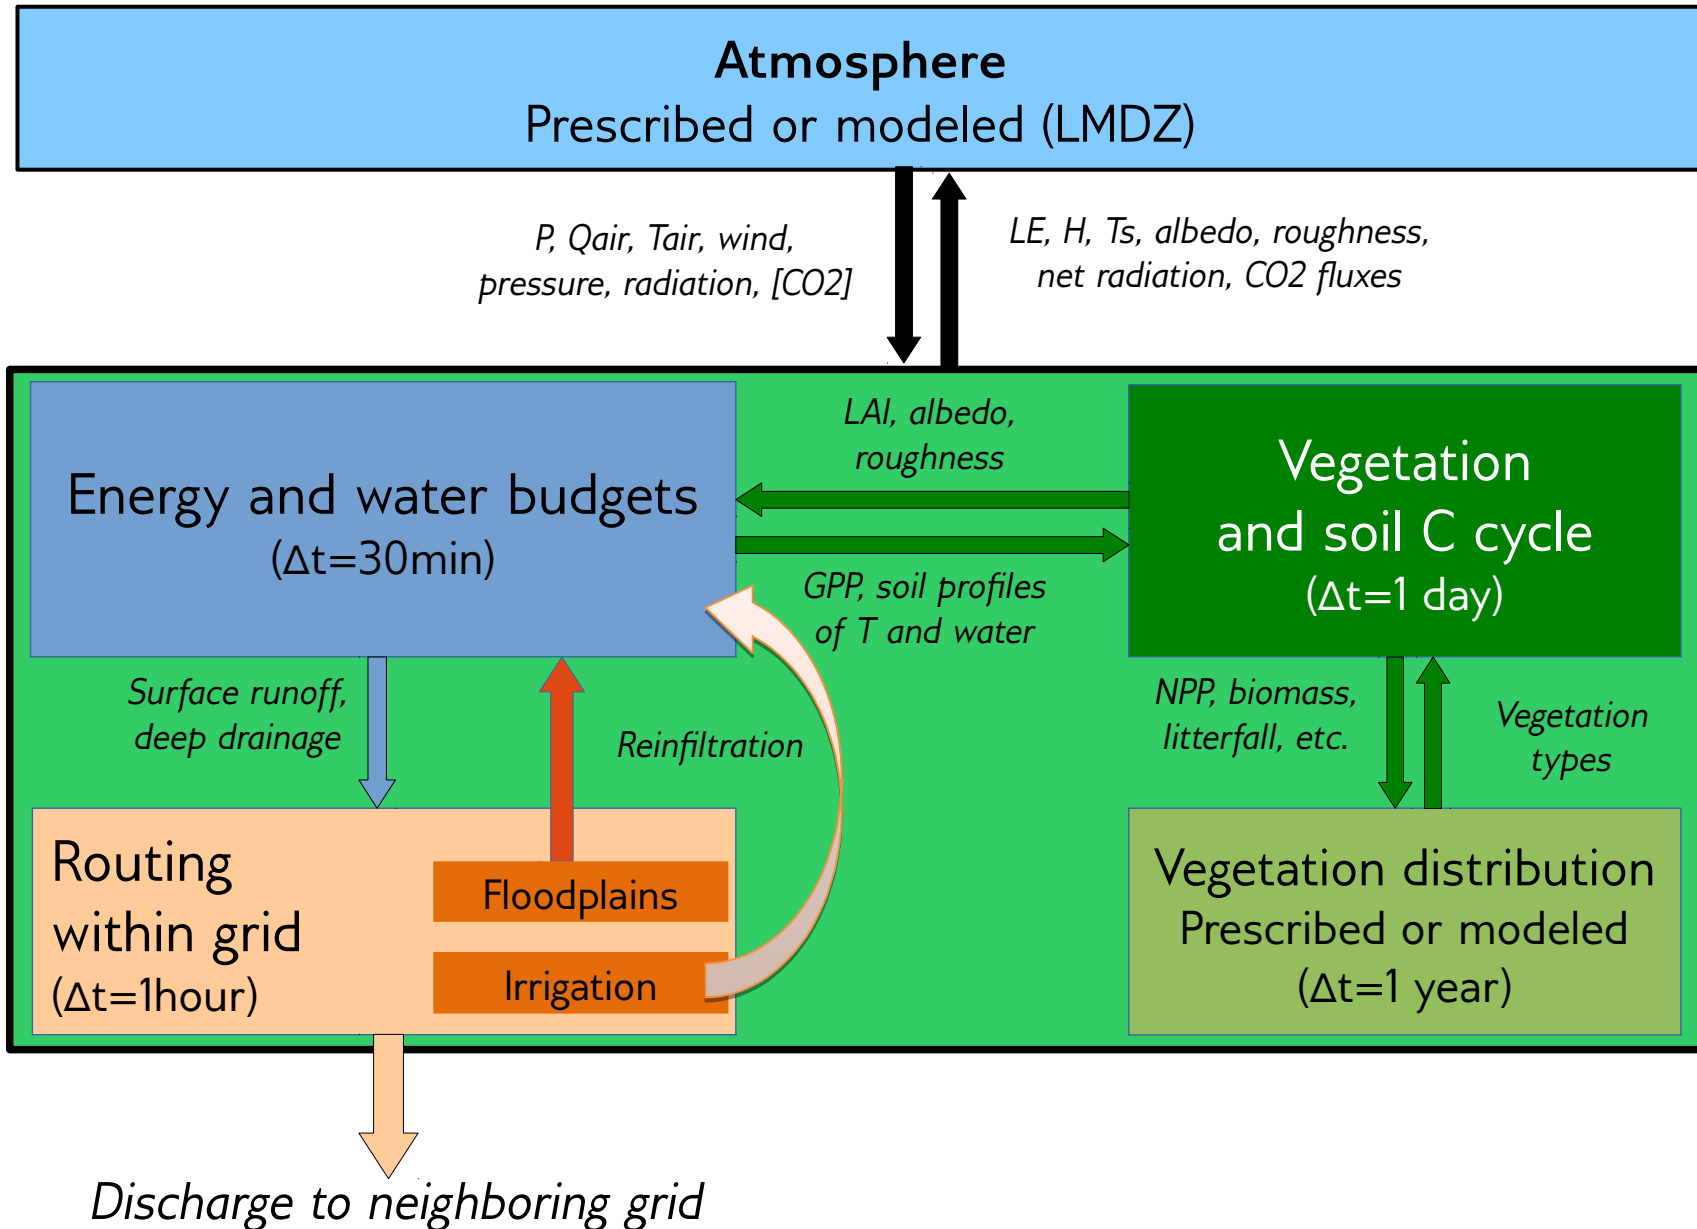 Atmosphere
Prescribed or modeled (LMDZ)
P, Qair, Tair, wind,
pressure, radiation, [CO2]
LE, H, Ts, albedo, roughness,
net radiation, CO2 fluxes
Energy and water budgets
(Δt=30min)
LAI, albedo,
roughness
GPP, soil profiles
of T and water
Vegetation
and soil C cycle
(Δt=1 day)
Surface runoff,
deep drainage
Reinfiltration
NPP, biomass,
litterfall, etc.
Vegetation
types
Routing
within grid
(Δt=1hour)
Floodplains
Irrigation
Vegetation distribution
Prescribed or modeled
(Δt=1 year)
Discharge to neighboring grid